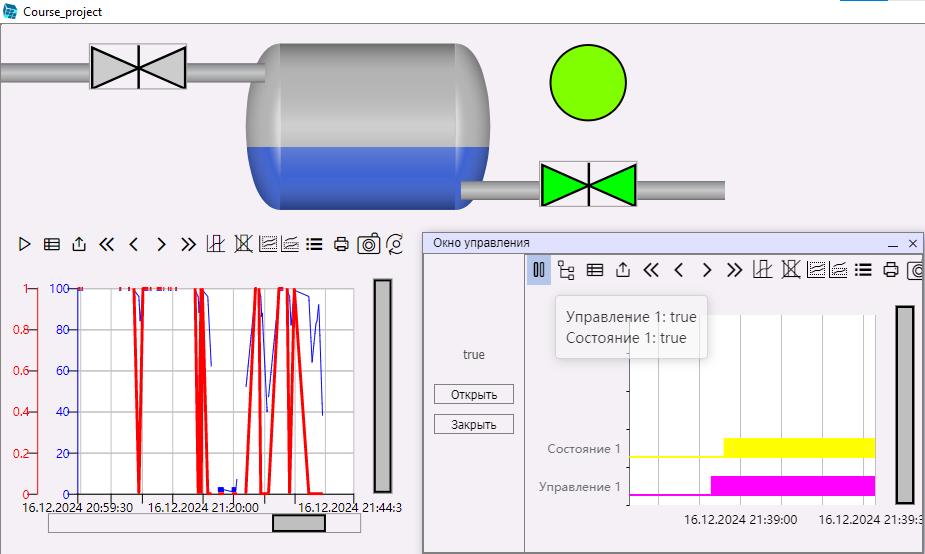 Course_project
Окно управления
Управление 1: true
Состояние 1: true
true
Открыть
Закрыть
1
0.8
0.6
0.4
0.2
0
100
80
60
40
20
0
16.12.2024 20:59:30
16.12.2024 21:20:00
16.12.2024 21:44:3
Состояние 1
Управление 1
16.12.2024 21:39:00
16.12.2024 21:39:3